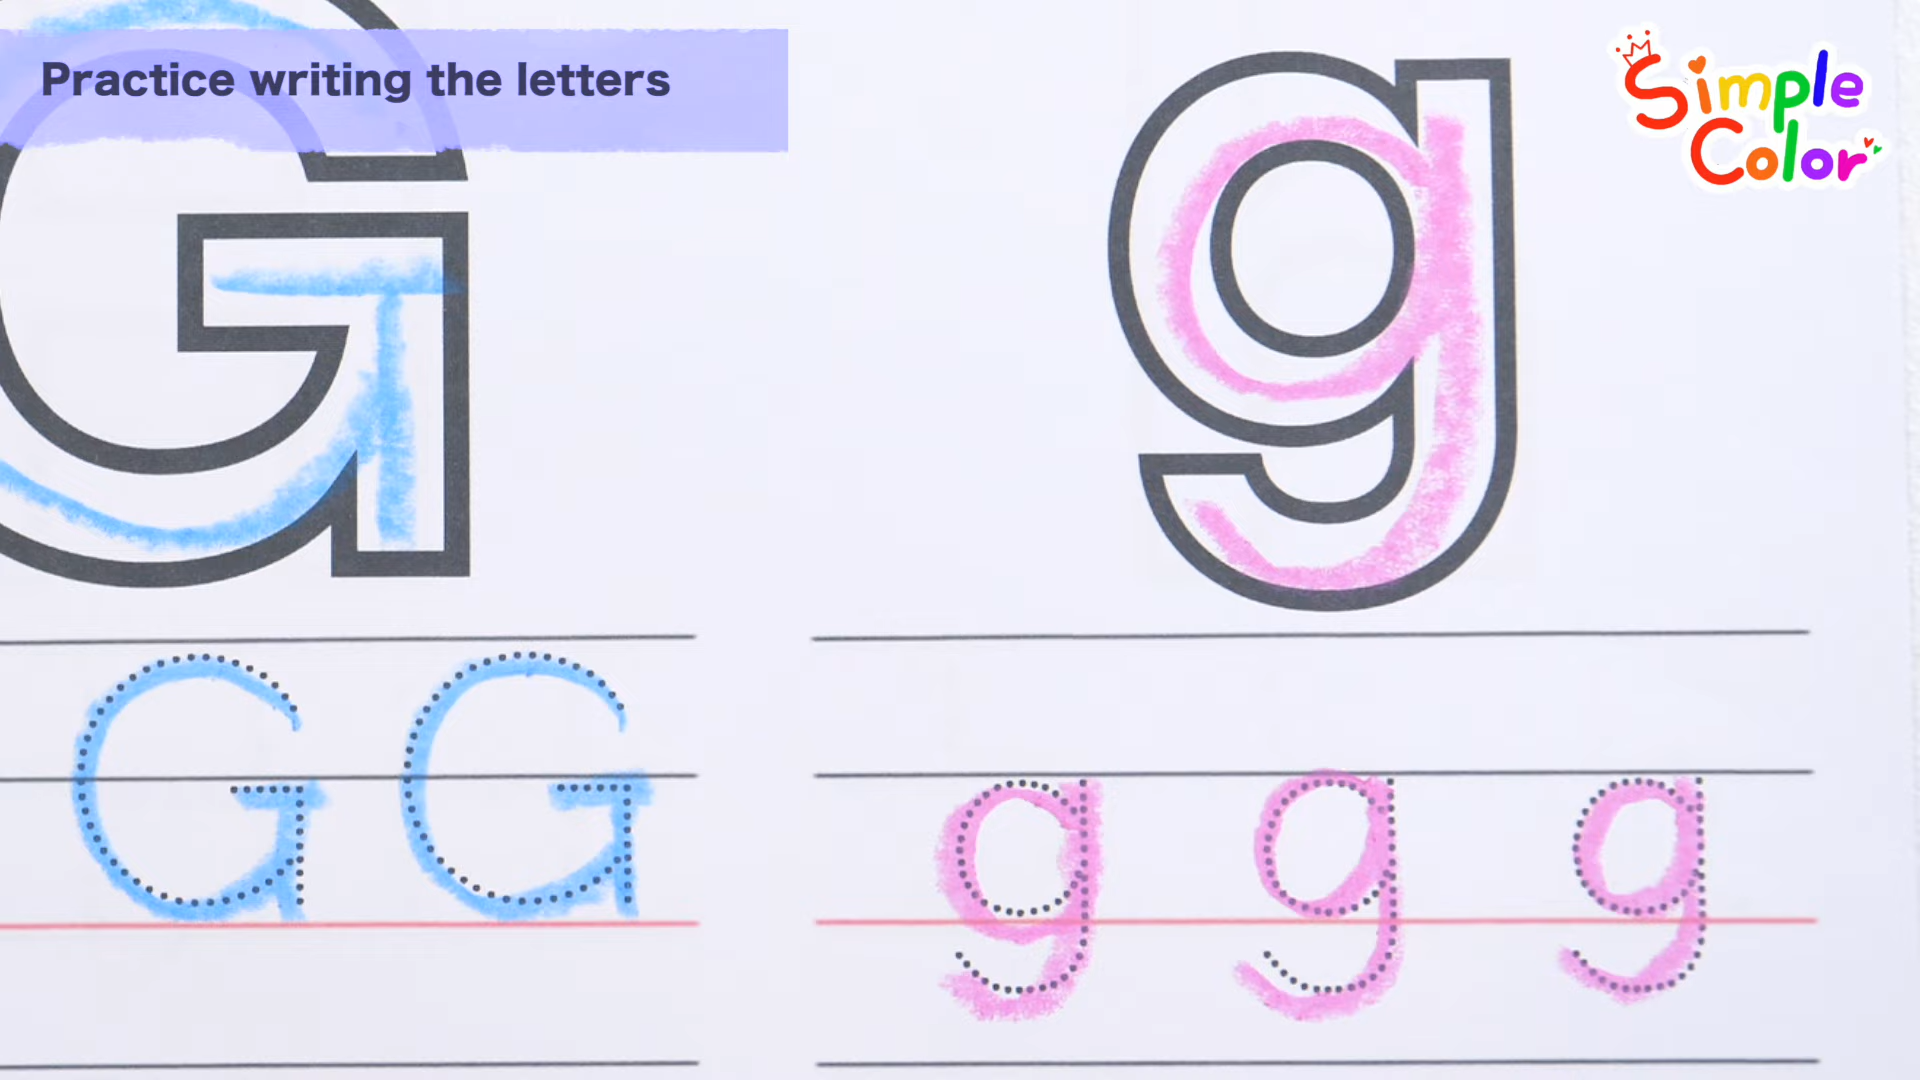 Practice writing the letters
Simple
Color
G g
G G g g g